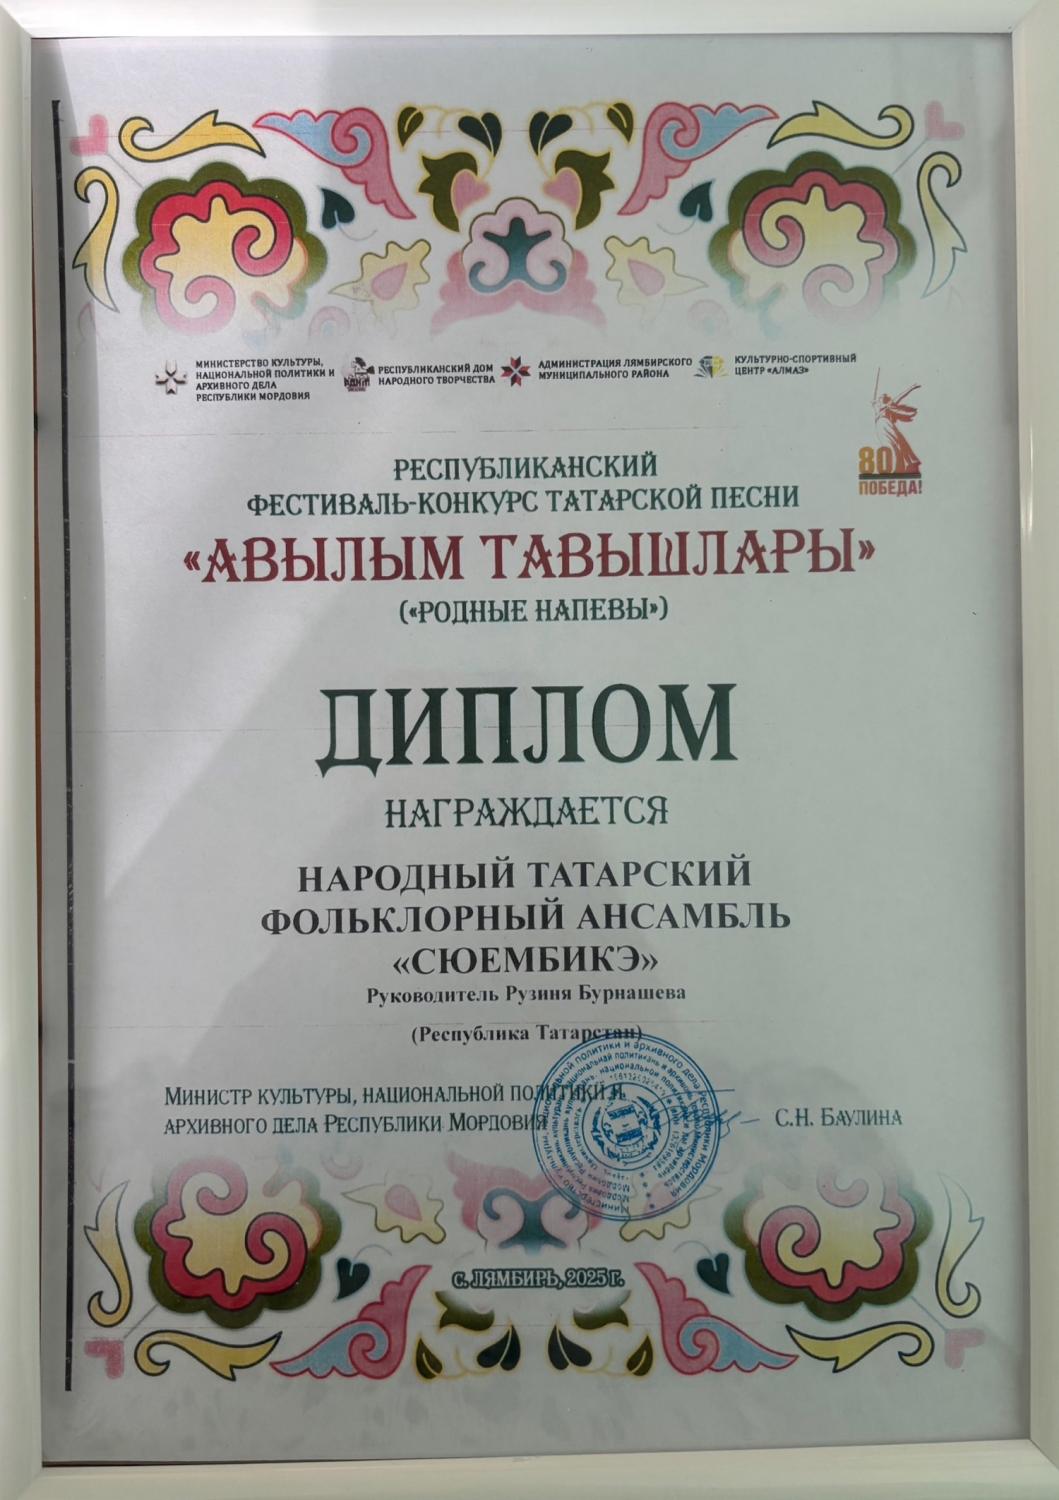 МИНИСТЕРСТВО КУЛЬТУРЫ,
НАЦИОНАЛЬНОЙ ПОЛИТИКИ И
АРХИВНОГО ДЕЛА
РЕСПУБЛИКИ МОРДОВИЯ
РЕСПУБЛИКАНСКИЙ ДОМ
НАРОДНОГО ТВОРЧЕСТВА
АДМИНИСТРАЦИЯ ЛЯМБИРСКОГО
МУНИЦИПАЛЬНОГО РАЙОНА
КУЛЬТУРНО-СПОРТИВНЫЙ
ЦЕНТР «АЛМАЗ»
80
ПОБЕДА!
РЕСПУБЛИКАНСКИЙ
ФЕСТИВАЛЬ-КОНКУРС ТАТАРСКОЙ ПЕСНИ
«АВЫЛЫМ ТАВЫШЛАРЫ»
(«РОДНЫЕ НАПЕВЫ»)
ДИПЛОМ
НАГРАЖДАЕТСЯ
НАРОДНЫЙ ТАТАРСКИЙ
ФОЛЬКЛОРНЫЙ АНСАМБЛЬ
«СЮЕМБИКЭ»
Руководитель Рузиня Бурнашева
(Республика Татарстан)
МИНИСТР КУЛЬТУРЫ, НАЦИОНАЛЬНОЙ ПОЛИТИКИ И
АРХИВНОГО ДЕЛА РЕСПУБЛИКИ МОРДОВИЯ
С.Н. БАУЛИНА
с. ЛЯМБИРЬ, 2025 г.